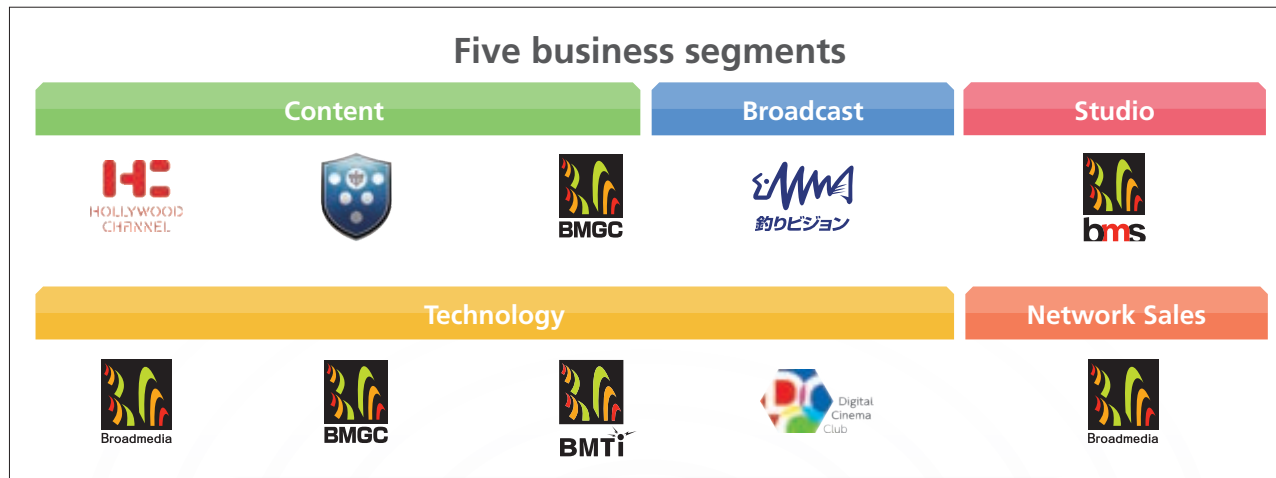 Five business segments
Content
Broadcast
Studio
HC
HOLLYWOOD
CHANNEL
BMGC
釣りビジョン
bms
Technology
Network Sales
Broadmedia
BMGC
BMTi
Digital
Cinema
Club
Broadmedia